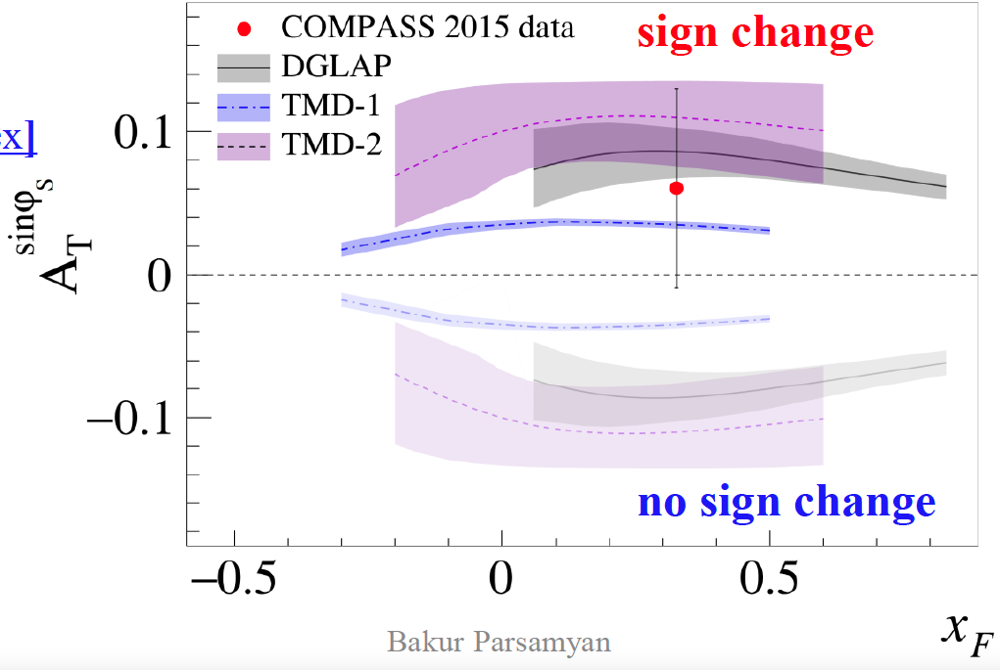 COMPASS 2015 data
DGLAP
TMD-1
TMD-2
sign change
ex]
0.1
0
−0.1
A_T^{sinφ_S}
no sign change
−0.5
0
0.5
x_F
Bakur Parsamyan